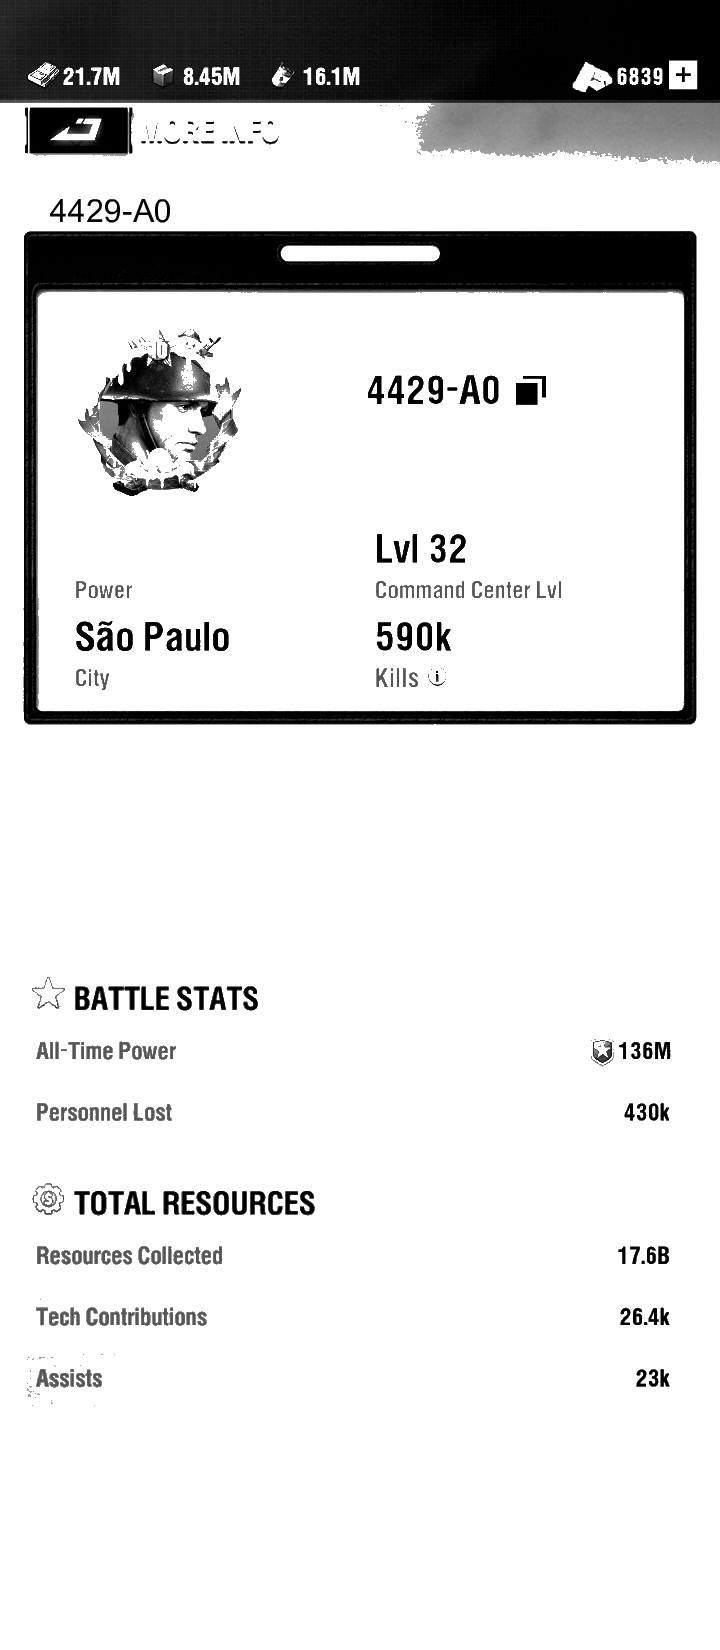 21.7M 8.45M 16.1M 6839 +
MORE INFO
4429-A0
4429-A0
Lvl 32
Power Command Center Lvl
São Paulo 590k
City Kills
BATTLE STATS
All-Time Power 136M
Personnel Lost 430k
TOTAL RESOURCES
Resources Collected 17.6B
Tech Contributions 26.4k
Assists 23k